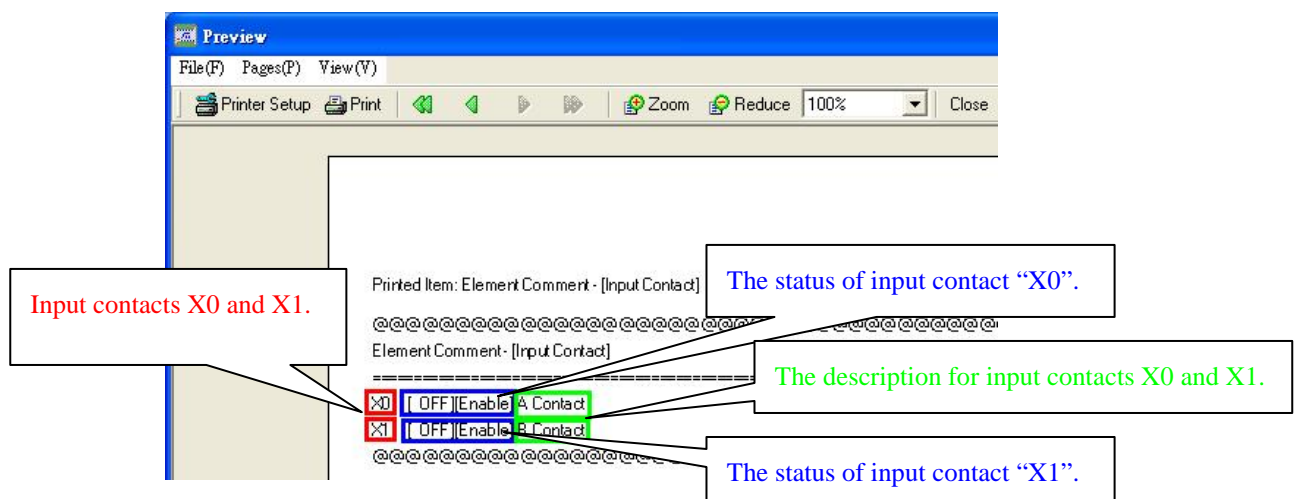 Preview
File(F) Pages(P) View(V)
Printer Setup Print Zoom Reduce 100% Close
Printed Item: Element Comment - [Input Contact]
The status of input contact “X0”.
Input contacts X0 and X1.
@@@@@@@@@@@@@@@@@@@@@@@@@@@@@@@@@@@@@@
Element Comment - [Input Contact]
The description for input contacts X0 and X1.
X0 [ OFF][Enable] A Contact
X1 [ OFF][Enable] B Contact
@@@@@@@@@@@@@@@@@@
The status of input contact “X1”.